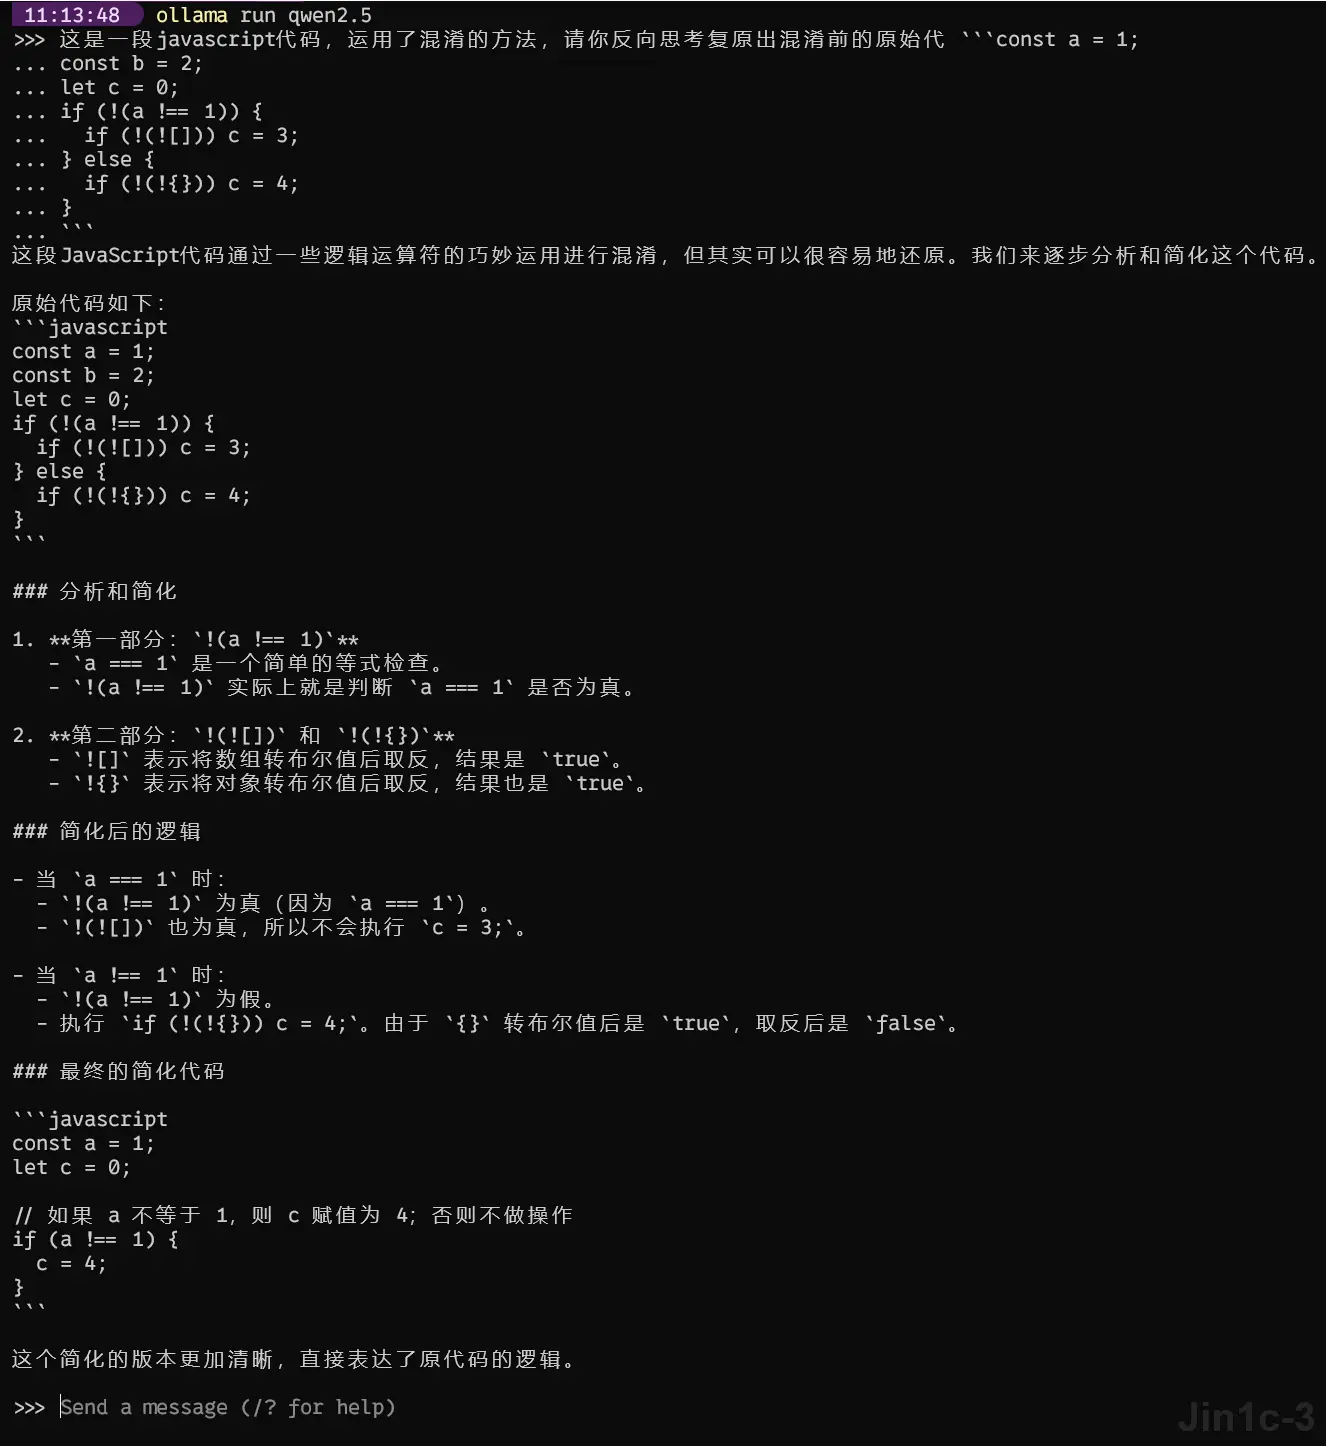 11:13:48 ollama run qwen2.5
>>> 这是一段javascript代码，运用了混淆的方法，请你反向思考复原出混淆前的原始代 ```const a = 1;
... const b = 2;
... let c = 0;
... if (!(a !== 1)) {
...   if (!(![])) c = 3;
... } else {
...   if (!(!{})) c = 4;
... }
... ```
这段JavaScript代码通过一些逻辑运算符的巧妙运用进行混淆，但其实可以很容易地还原。我们来逐步分析和简化这个代码。
原始代码如下：
```javascript
const a = 1;
const b = 2;
let c = 0;
if (!(a !== 1)) {
  if (!(![])) c = 3;
} else {
  if (!(!{})) c = 4;
}
```
### 分析和简化
1. **第一部分：`!(a !== 1)`**
   - `a === 1` 是一个简单的等式检查。
   - `!(a !== 1)` 实际上就是判断 `a === 1` 是否为真。
2. **第二部分：`!(![])` 和 `!(!{})`**
   - `![]` 表示将数组转布尔值后取反，结果是 `true`。
   - `!{}` 表示将对象转布尔值后取反，结果也是 `true`。
### 简化后的逻辑
- 当 `a === 1` 时：
  - `!(a !== 1)` 为真（因为 `a === 1`）。
  - `!(![])` 也为真，所以不会执行 `c = 3;`。
- 当 `a !== 1` 时：
  - `!(a !== 1)` 为假。
  - 执行 `if (!(!{})) c = 4;`。由于 `{}` 转布尔值后是 `true`，取反后是 `false`。
### 最终的简化代码
```javascript
const a = 1;
let c = 0;
// 如果 a 不等于 1，则 c 赋值为 4；否则不做操作
if (a !== 1) {
  c = 4;
}
```
这个简化的版本更加清晰，直接表达了原代码的逻辑。
>>> Send a message (/? for help)
Jin1c-3